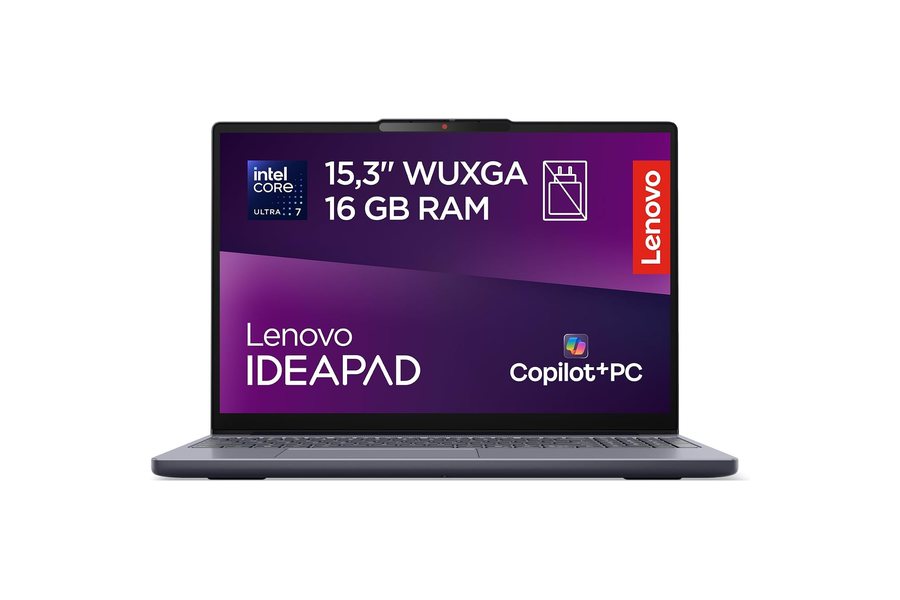 intel
CORE
ULTRA 7
15,3" WUXGA
16 GB RAM
Lenovo
Lenovo
IDEAPAD
Copilot+PC